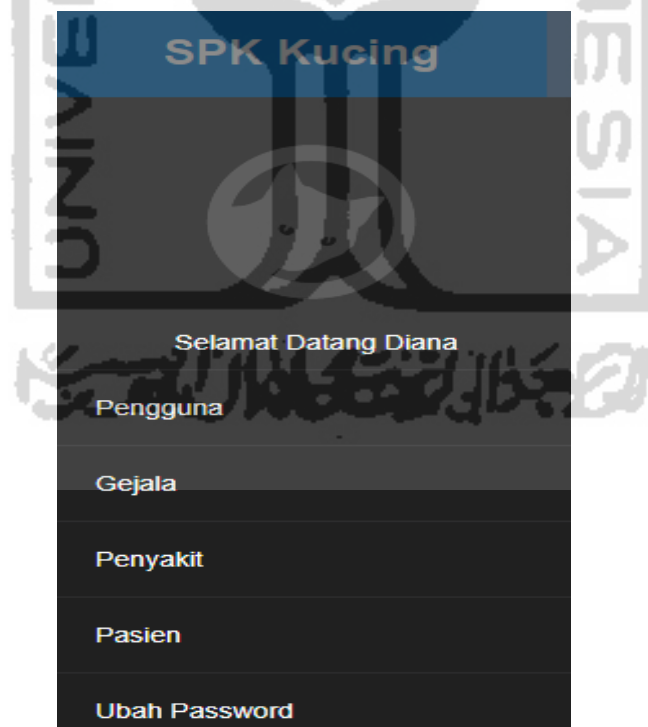 SPK Kucing
Selamat Datang Diana
Pengguna
Gejala
Penyakit
Pasien
Ubah Password